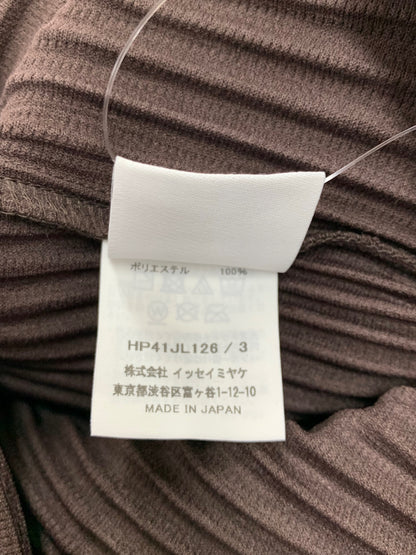 ポリエステル 100%
HP41JL126 / 3
株式会社 イッセイミヤケ
東京都渋谷区富ヶ谷1-12-10
MADE IN JAPAN